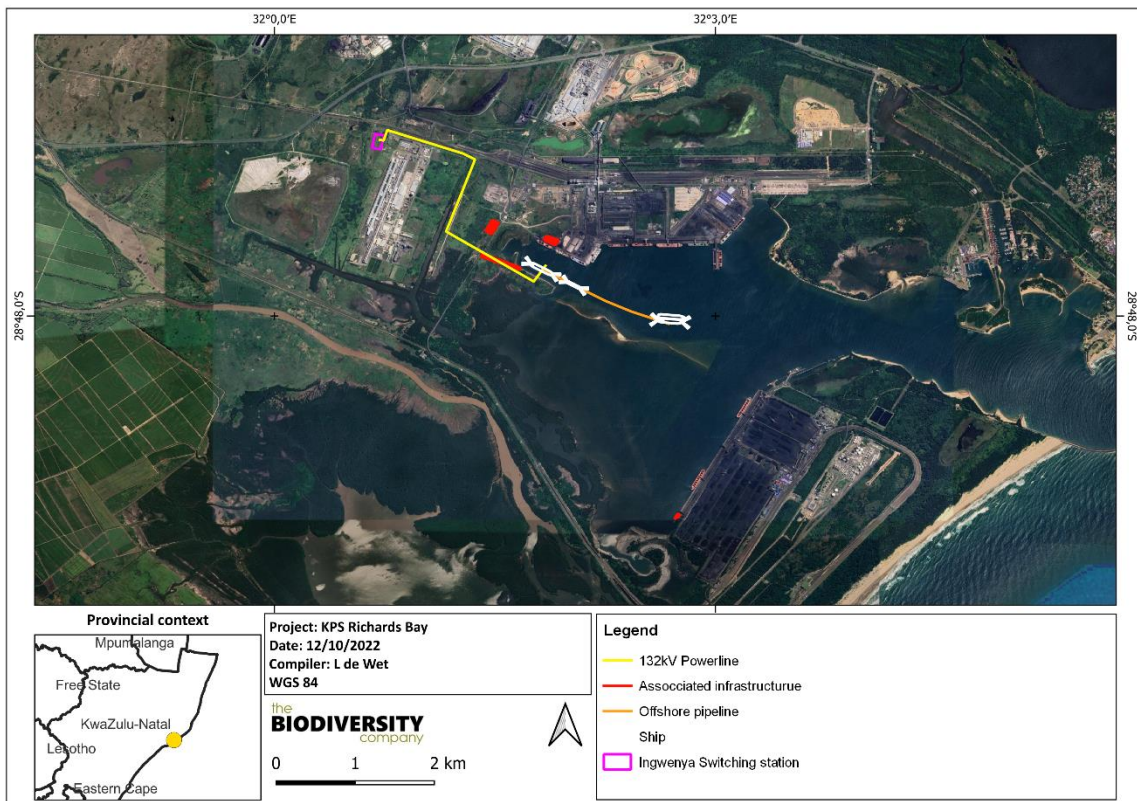 32°0,0'E
32°3,0'E
28°48,0'S
28°48,0'S
Provincial context
Mpumalanga
Free State
KwaZulu-Natal
Lesotho
Eastern Cape
Project: KPS Richards Bay
Date: 12/10/2022
Compiler: L de Wet
WGS 84
the
BIODIVERSITY
company
0 1 2 km
Legend
132kV Powerline
Assocciated infrastructurue
Offshore pipeline
Ship
Ingwenya Switching station